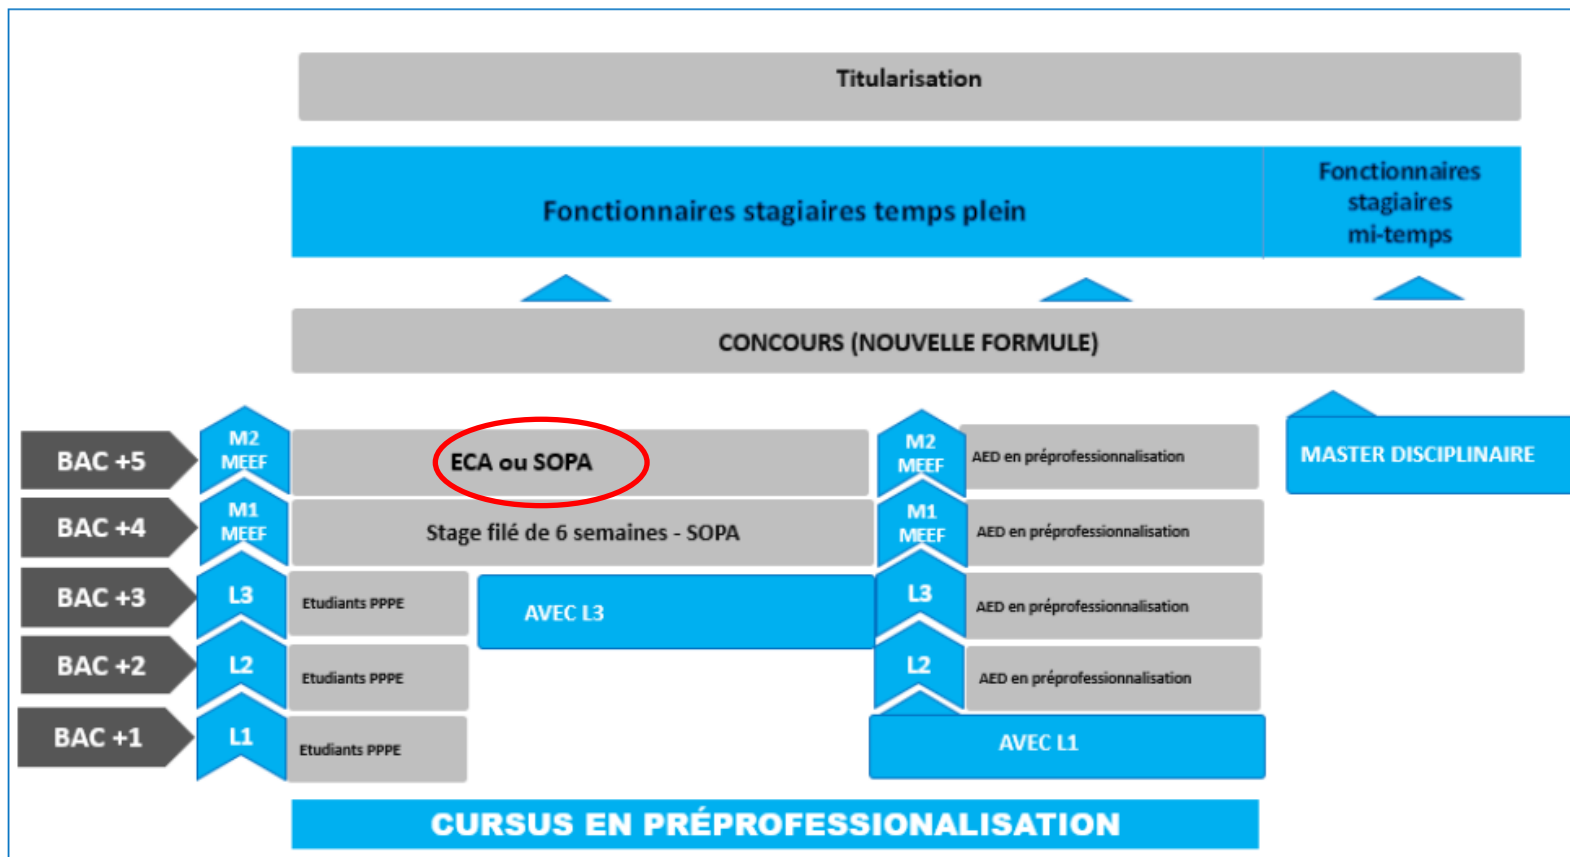 Titularisation
Fonctionnaires stagiaires temps plein
Fonctionnaires
stagiaires
mi-temps
CONCOURS (NOUVELLE FORMULE)
BAC +5
M2
MEEF
ECA ou SOPA
M2
MEEF
AED en préprofessionnalisation
MASTER DISCIPLINAIRE
BAC +4
M1
MEEF
Stage filé de 6 semaines - SOPA
M1
MEEF
AED en préprofessionnalisation
BAC +3
L3
Etudiants PPPE
AVEC L3
L3
AED en préprofessionnalisation
BAC +2
L2
Etudiants PPPE
L2
AED en préprofessionnalisation
BAC +1
L1
Etudiants PPPE
AVEC L1
CURSUS EN PRÉPROFESSIONALISATION